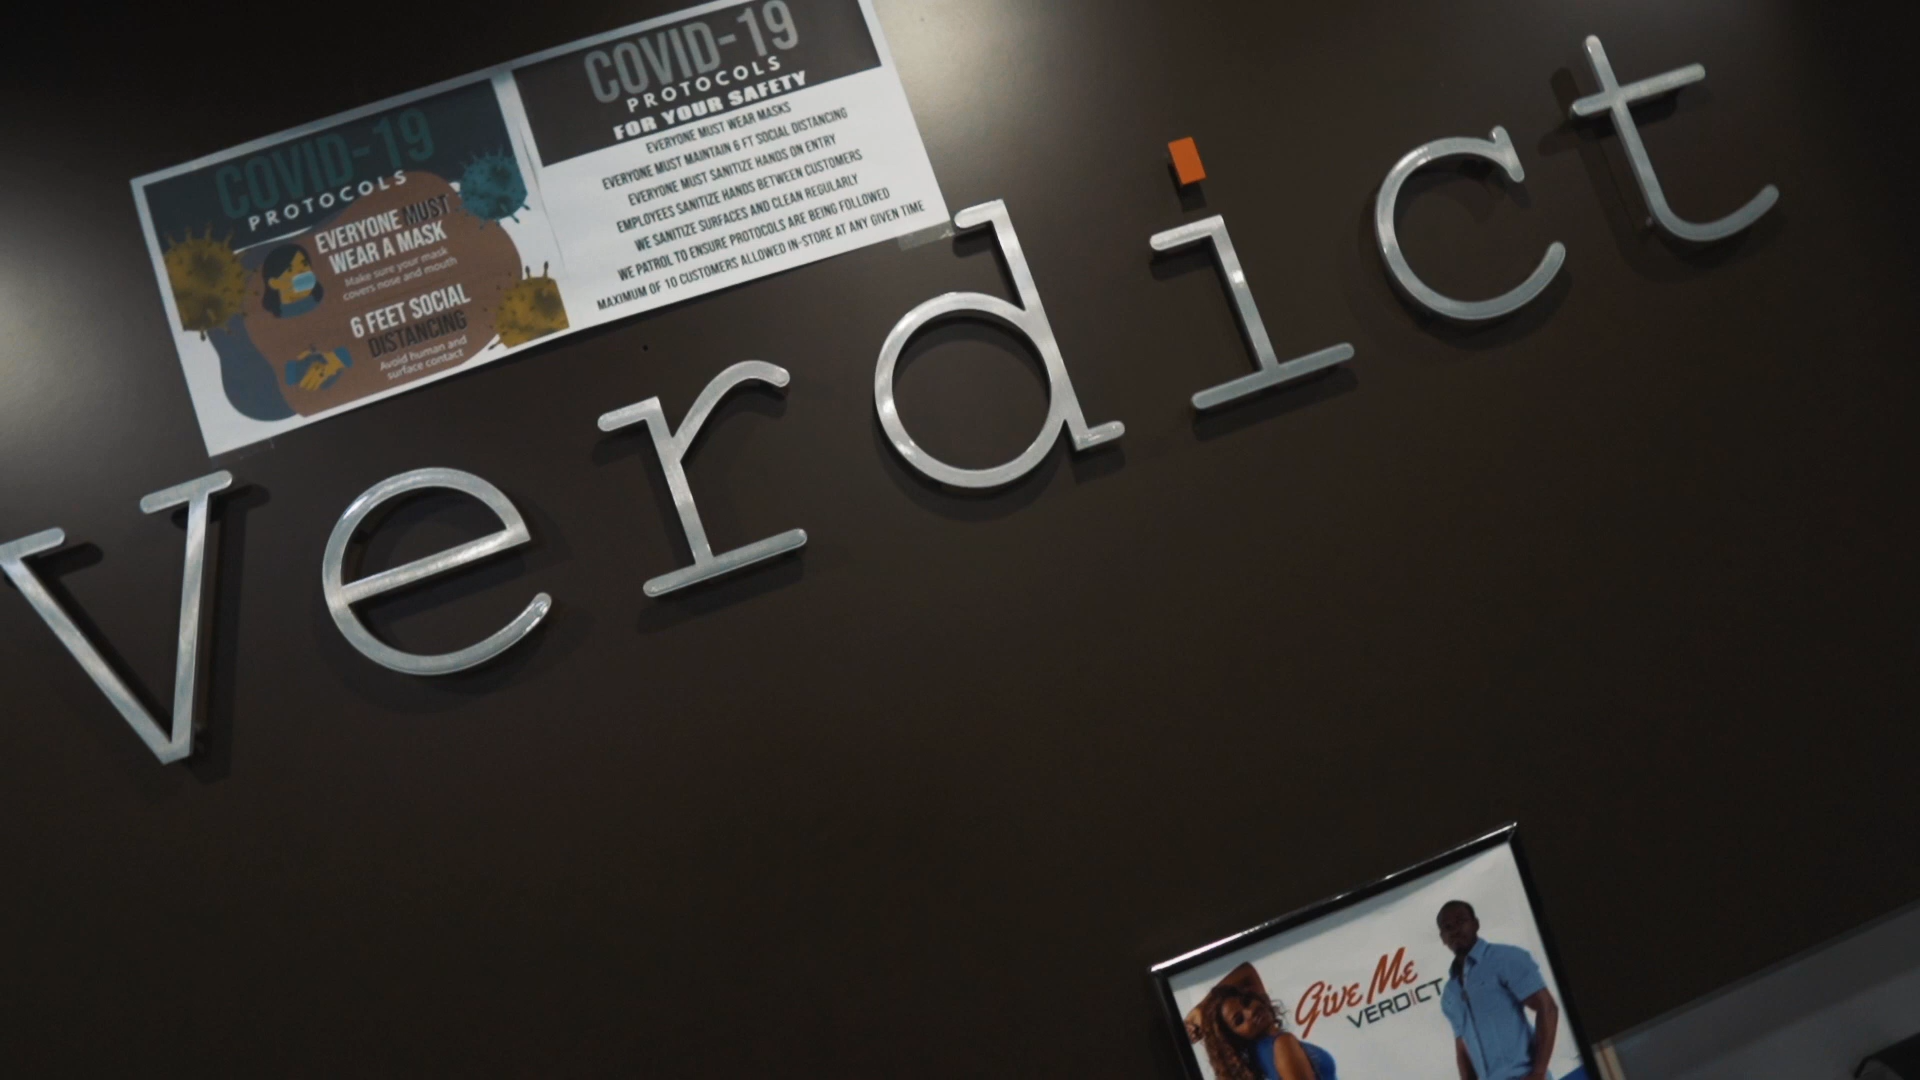 COVID-19
PROTOCOLS
EVERYONE MUST
WEAR A MASK
Make sure your mask
covers nose and mouth
6 FEET SOCIAL
DISTANCING
Avoid human and
surface contact
COVID-19
PROTOCOLS
FOR YOUR SAFETY
EVERYONE MUST WEAR MASKS
EVERYONE MUST MAINTAIN 6 FT SOCIAL DISTANCING
EVERYONE MUST SANITIZE HANDS ON ENTRY
EMPLOYEES SANITIZE HANDS BETWEEN CUSTOMERS
WE SANITIZE SURFACES AND CLEAN REGULARLY
WE PATROL TO ENSURE PROTOCOLS ARE BEING FOLLOWED
MAXIMUM OF 10 CUSTOMERS ALLOWED IN-STORE AT ANY GIVEN TIME
verdict
Give Me
VERDICT